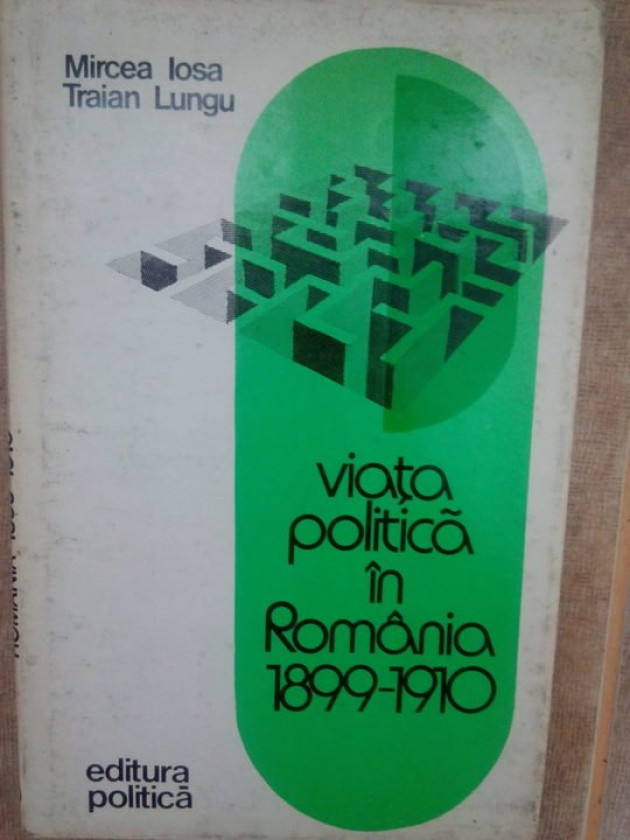 Mircea Iosa
Traian Lungu
viața
politică
în
România
1899-1910
editura
politică